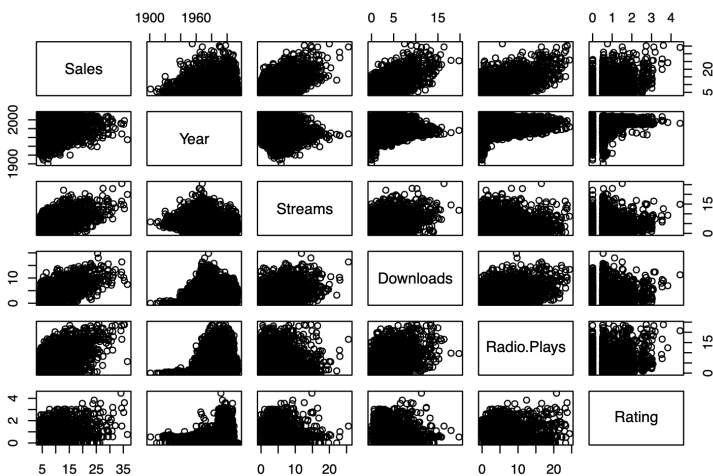 1900 1960 0 5 15 0 1 2 3 4
Sales 5 20
1900 2000 Year
Streams 0 15
0 10 Downloads
Radio.Plays 0 15
0 2 4 Rating
5 15 25 35 0 10 20 0 10 20